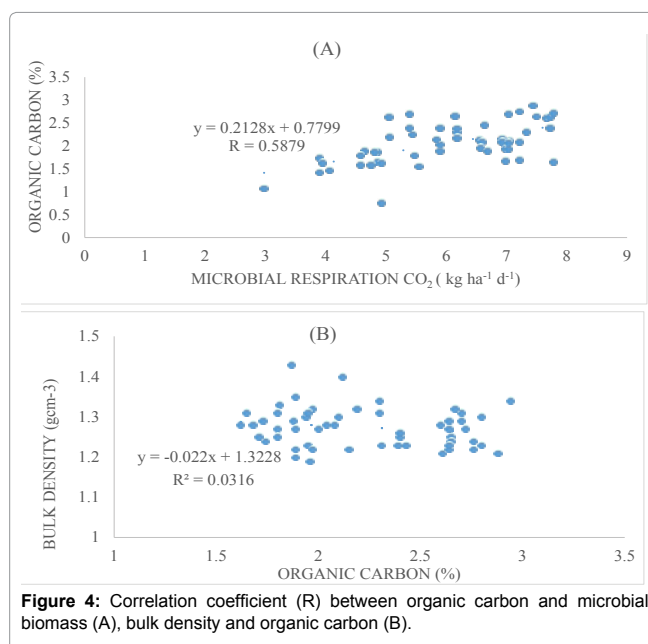 (A)
ORGANIC CARBON (%)
3.5
3
2.5
2
1.5
1
0.5
0
y = 0.2128x + 0.7799
R = 0.5879
0 1 2 3 4 5 6 7 8 9
MICROBIAL RESPIRATION CO₂ ( kg ha⁻¹ d⁻¹)
(B)
BULK DENSITY (gcm-3)
1.5
1.4
1.3
1.2
1.1
1
y = -0.022x + 1.3228
R² = 0.0316
1 1.5 2 2.5 3 3.5
ORGANIC CARBON (%)
Figure 4: Correlation coefficient (R) between organic carbon and microbial
biomass (A), bulk density and organic carbon (B).